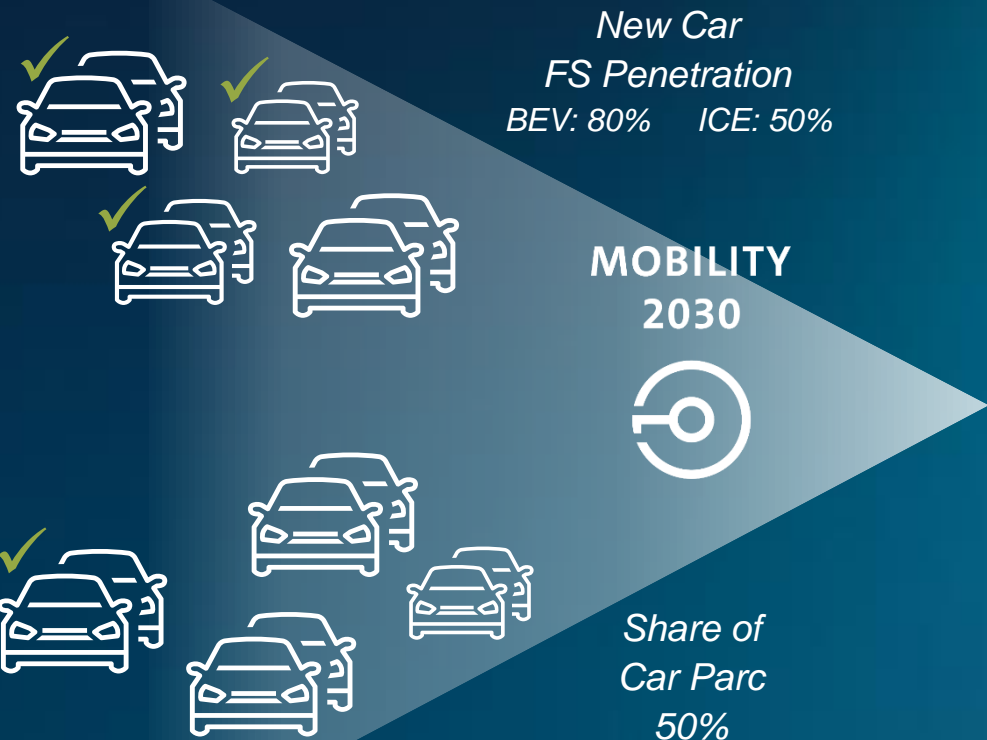 New Car
FS Penetration
BEV: 80% ICE: 50%
MOBILITY
2030
Share of
Car Parc
50%